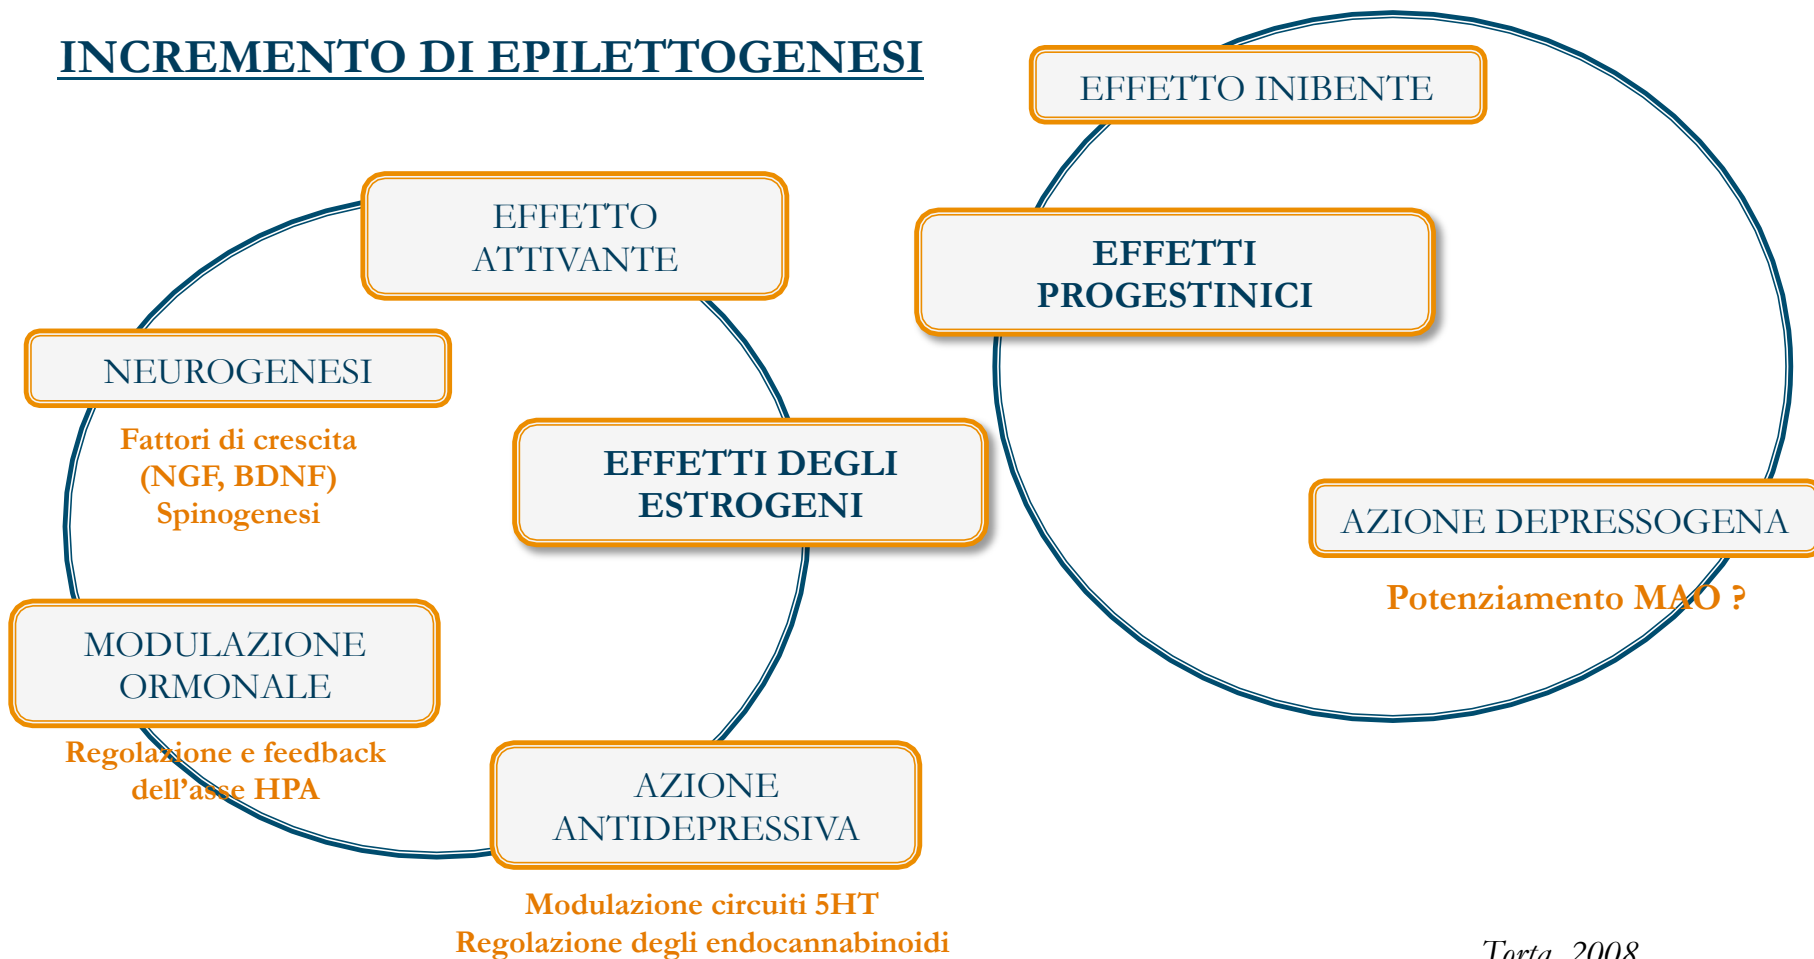 INCREMENTO DI EPILETTOGENESI
EFFETTO
ATTIVANTE
NEUROGENESI
Fattori di crescita
(NGF, BDNF)
Spinogenesi
EFFETTI DEGLI
ESTROGENI
MODULAZIONE
ORMONALE
Regolazione e feedback
dell’asse HPA
AZIONE
ANTIDEPRESSIVA
Modulazione circuiti 5HT
Regolazione degli endocannabinoidi
EFFETTO INIBENTE
EFFETTI
PROGESTINICI
AZIONE DEPRESSOGENA
Potenziamento MAO ?
Torta, 2008